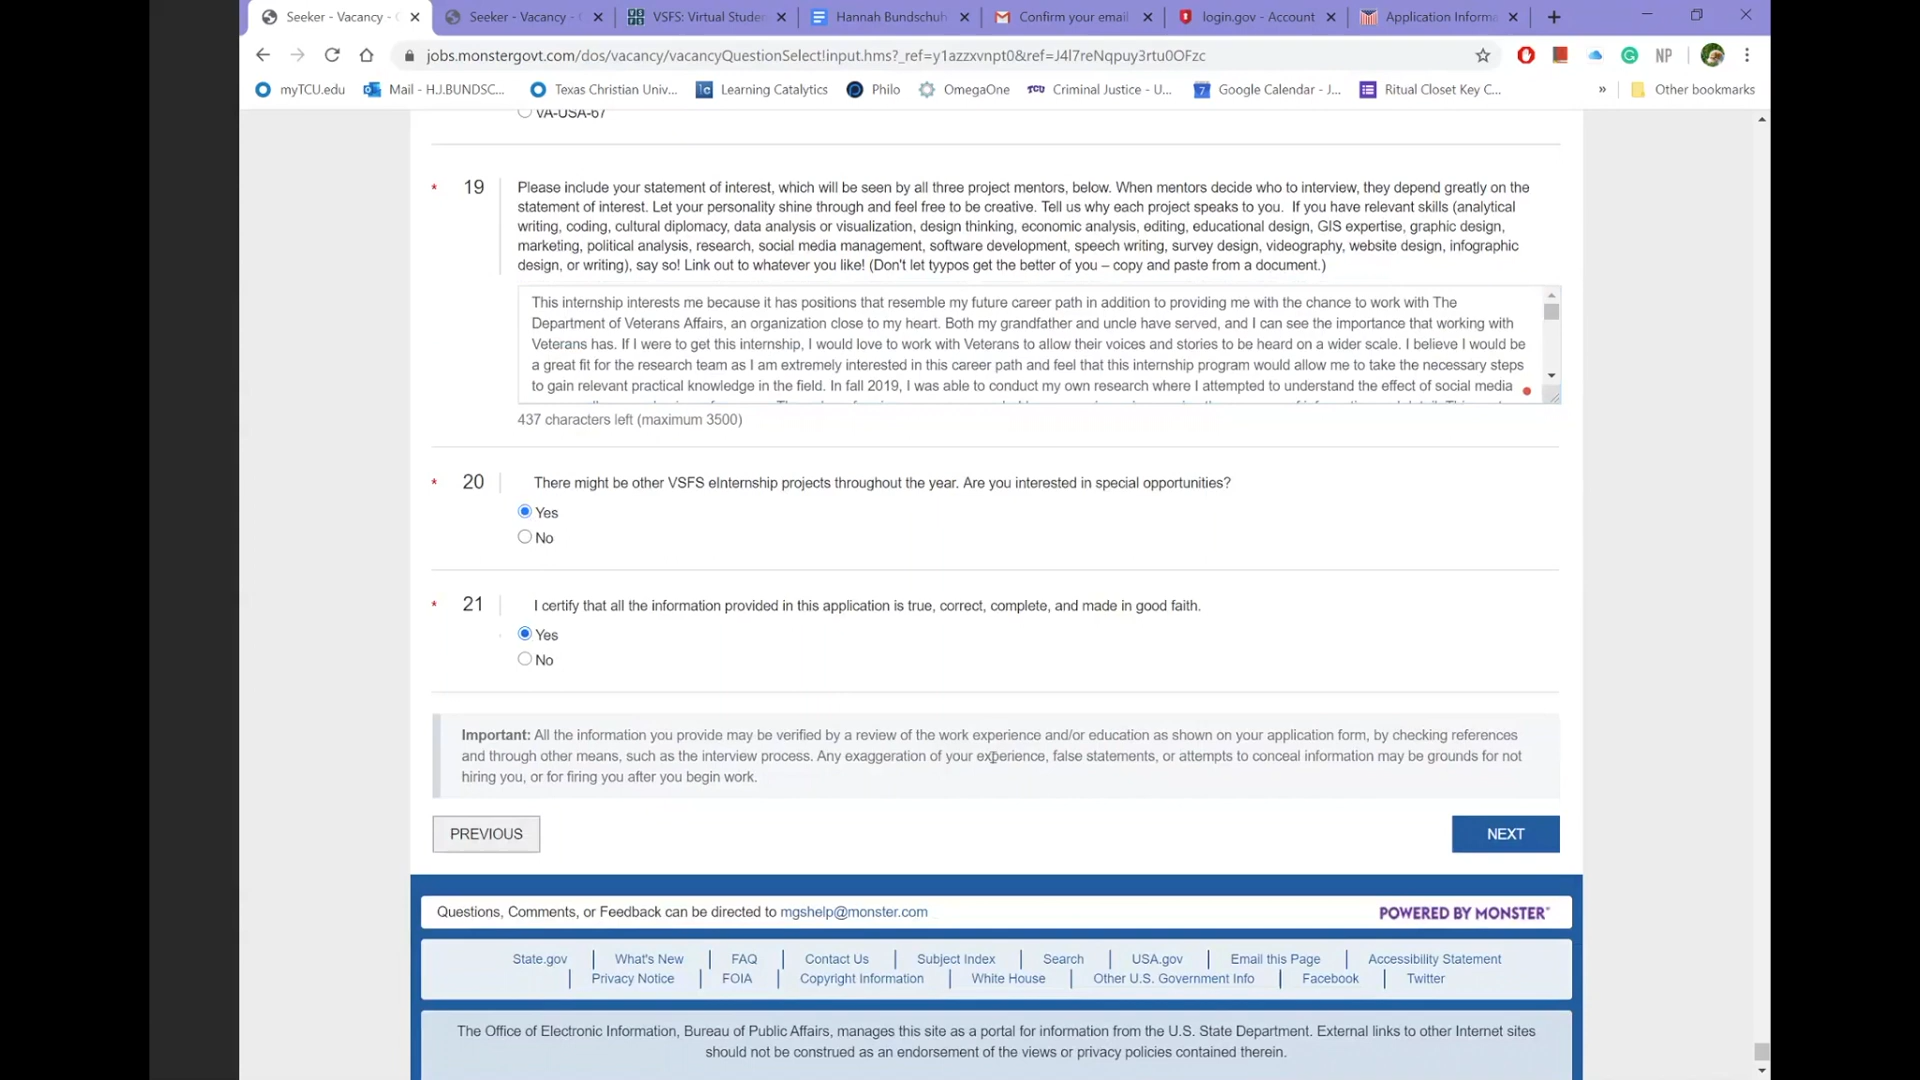 Seeker - Vacancy - (
Seeker - Vacancy - (
VSFS: Virtual Studer
Hannah Bundschuh
Confirm your email
login.gov - Account
Application Informa
jobs.monstergovt.com/dos/vacancy/vacancyQuestionSelect!input.hms?_ref=y1azzxvnpt0&ref=J4l7reNqpuy3rtu0OFzc
NP
myTCU.edu
Mail - H.J.BUNDSC...
Texas Christian Univ...
Learning Catalytics
Philo
OmegaOne
TCU Criminal Justice - U...
Google Calendar - J...
Ritual Closet Key C...
»
Other bookmarks
VA-USA-67
* 19 Please include your statement of interest, which will be seen by all three project mentors, below. When mentors decide who to interview, they depend greatly on the
statement of interest. Let your personality shine through and feel free to be creative. Tell us why each project speaks to you. If you have relevant skills (analytical
writing, coding, cultural diplomacy, data analysis or visualization, design thinking, economic analysis, editing, educational design, GIS expertise, graphic design,
marketing, political analysis, research, social media management, software development, speech writing, survey design, videography, website design, infographic
design, or writing), say so! Link out to whatever you like! (Don't let tyypos get the better of you – copy and paste from a document.)
This internship interests me because it has positions that resemble my future career path in addition to providing me with the chance to work with The
Department of Veterans Affairs, an organization close to my heart. Both my grandfather and uncle have served, and I can see the importance that working with
Veterans has. If I were to get this internship, I would love to work with Veterans to allow their voices and stories to be heard on a wider scale. I believe I would be
a great fit for the research team as I am extremely interested in this career path and feel that this internship program would allow me to take the necessary steps
to gain relevant practical knowledge in the field. In fall 2019, I was able to conduct my own research where I attempted to understand the effect of social media
437 characters left (maximum 3500)
* 20 There might be other VSFS eInternship projects throughout the year. Are you interested in special opportunities?
Yes
No
* 21 I certify that all the information provided in this application is true, correct, complete, and made in good faith.
Yes
No
Important: All the information you provide may be verified by a review of the work experience and/or education as shown on your application form, by checking references
and through other means, such as the interview process. Any exaggeration of your experience, false statements, or attempts to conceal information may be grounds for not
hiring you, or for firing you after you begin work.
PREVIOUS
NEXT
Questions, Comments, or Feedback can be directed to mgshelp@monster.com
POWERED BY MONSTER
State.gov
What's New
FAQ
Contact Us
Subject Index
Search
USA.gov
Email this Page
Accessibility Statement
Privacy Notice
FOIA
Copyright Information
White House
Other U.S. Government Info
Facebook
Twitter
The Office of Electronic Information, Bureau of Public Affairs, manages this site as a portal for information from the U.S. State Department. External links to other Internet sites
should not be construed as an endorsement of the views or privacy policies contained therein.